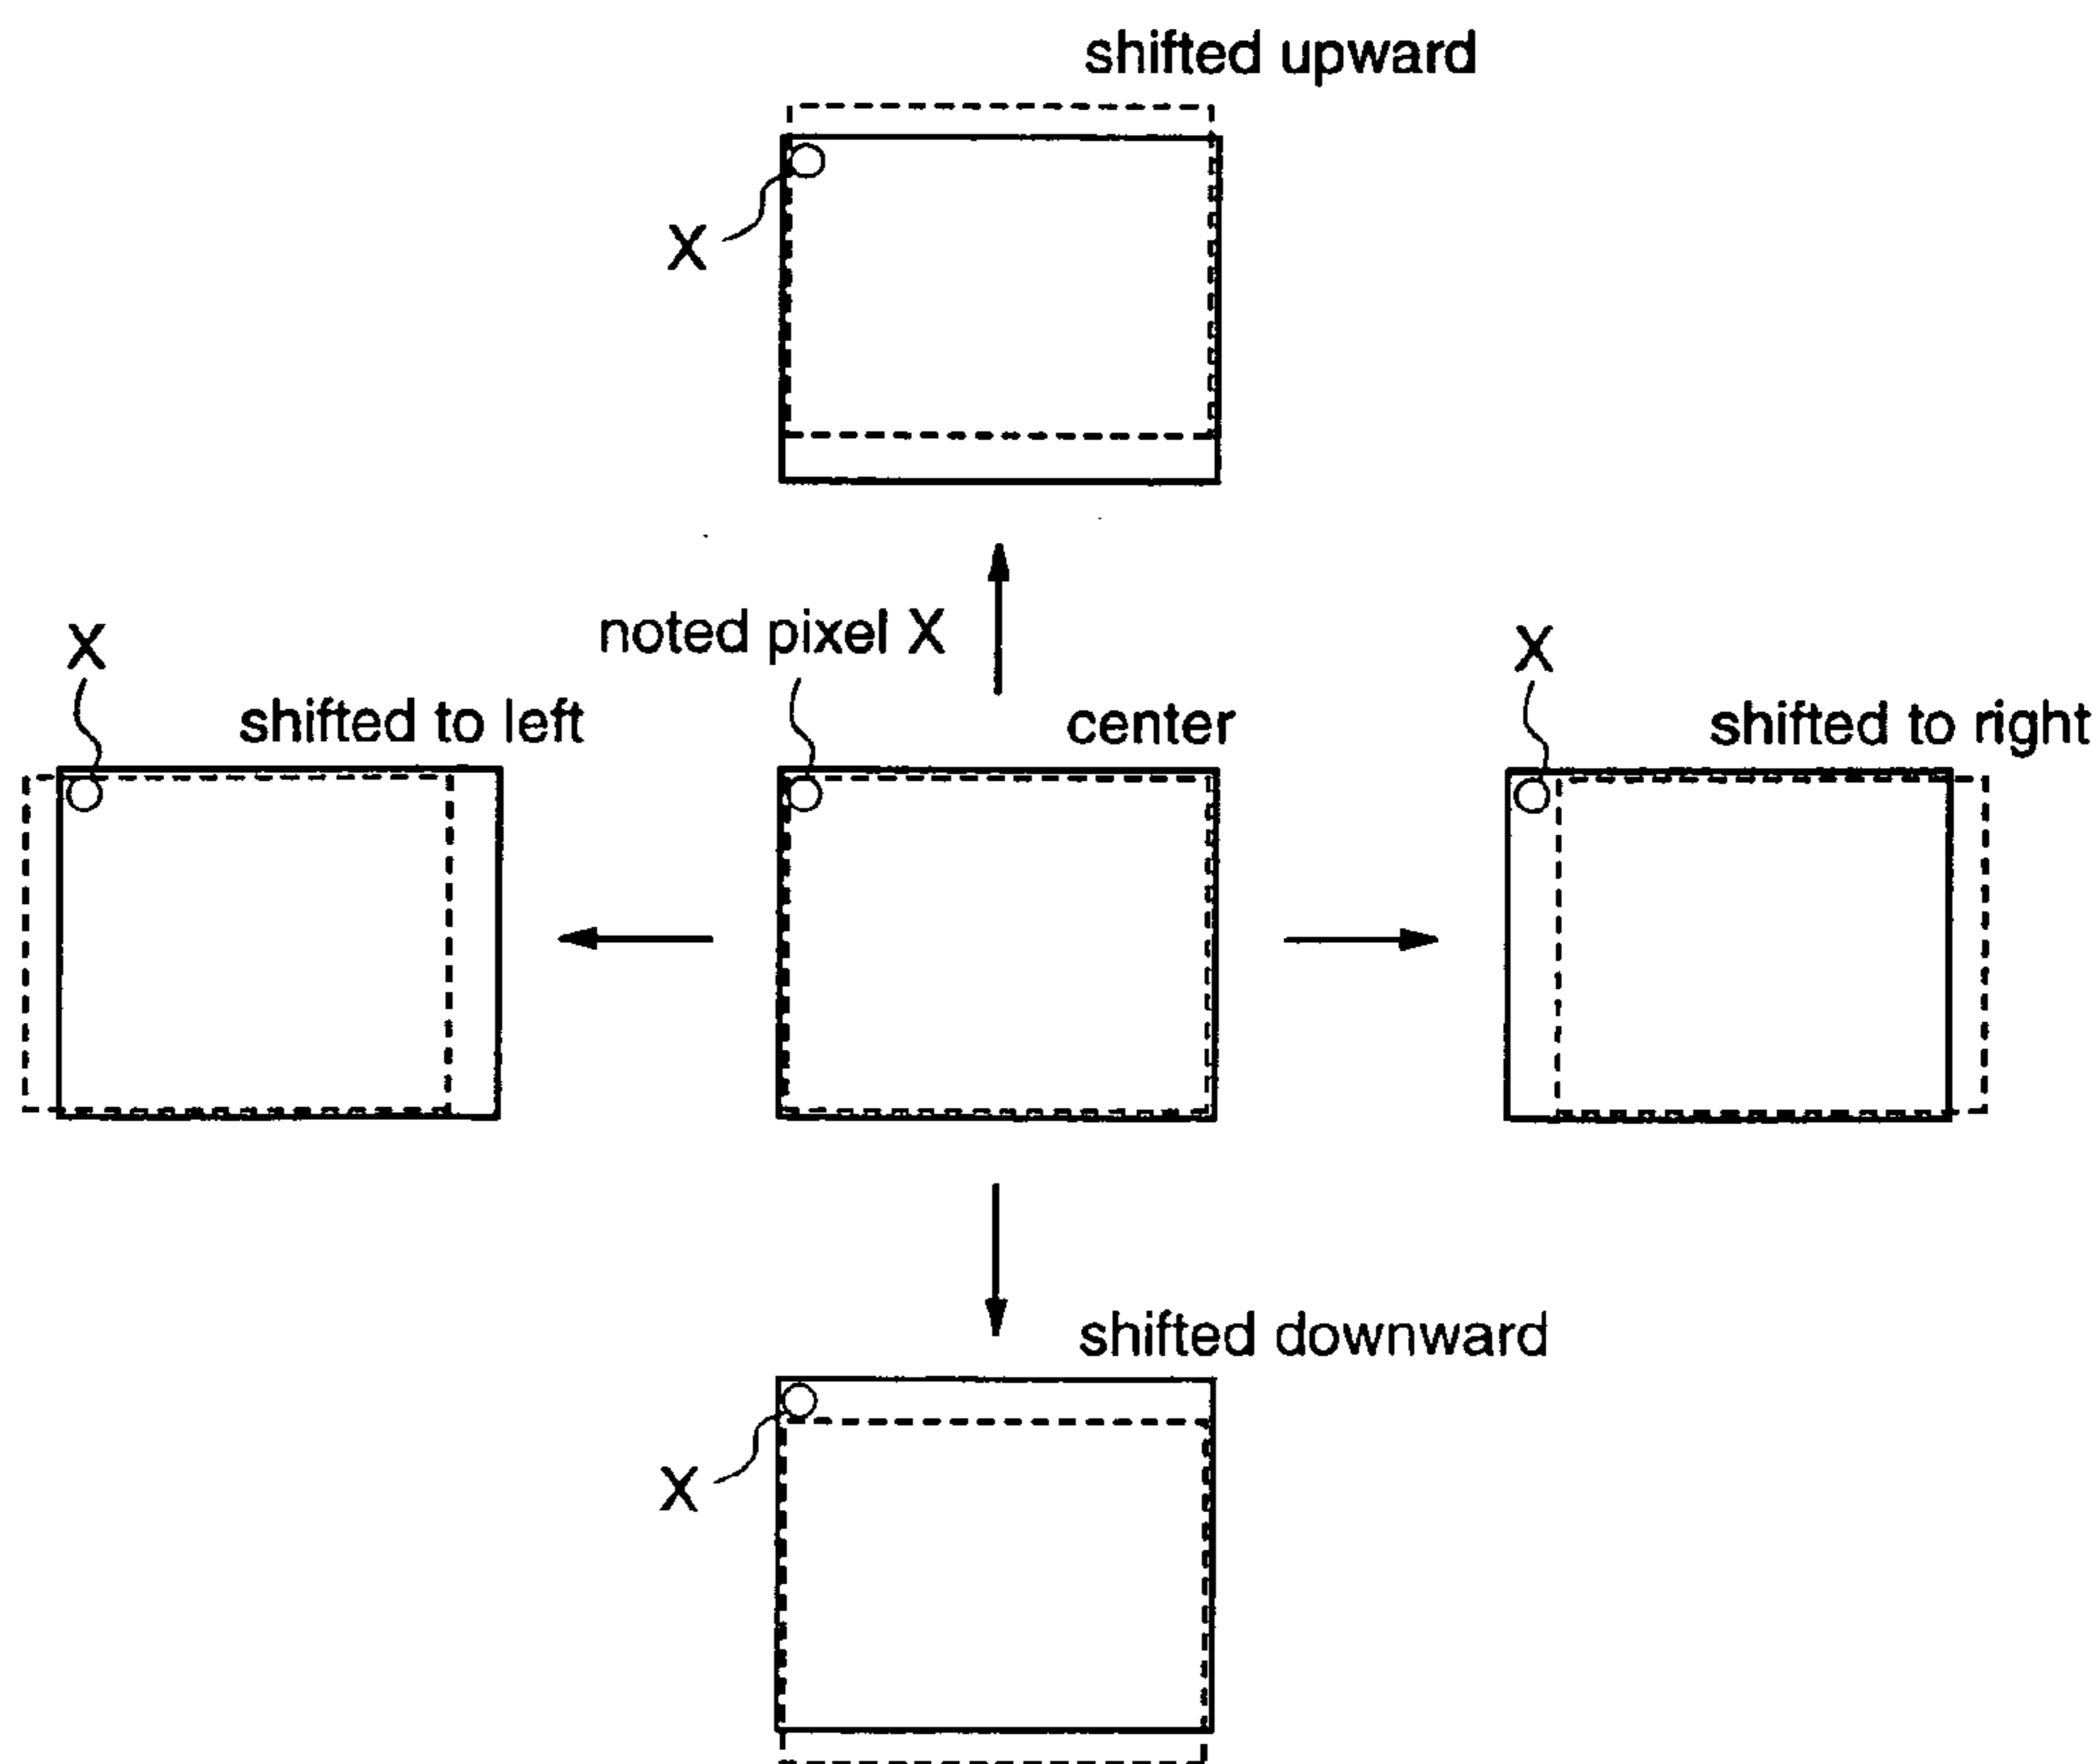 shifted upward
X
noted pixel X
X
shifted to left
center
X
shifted to right
shifted downward
X